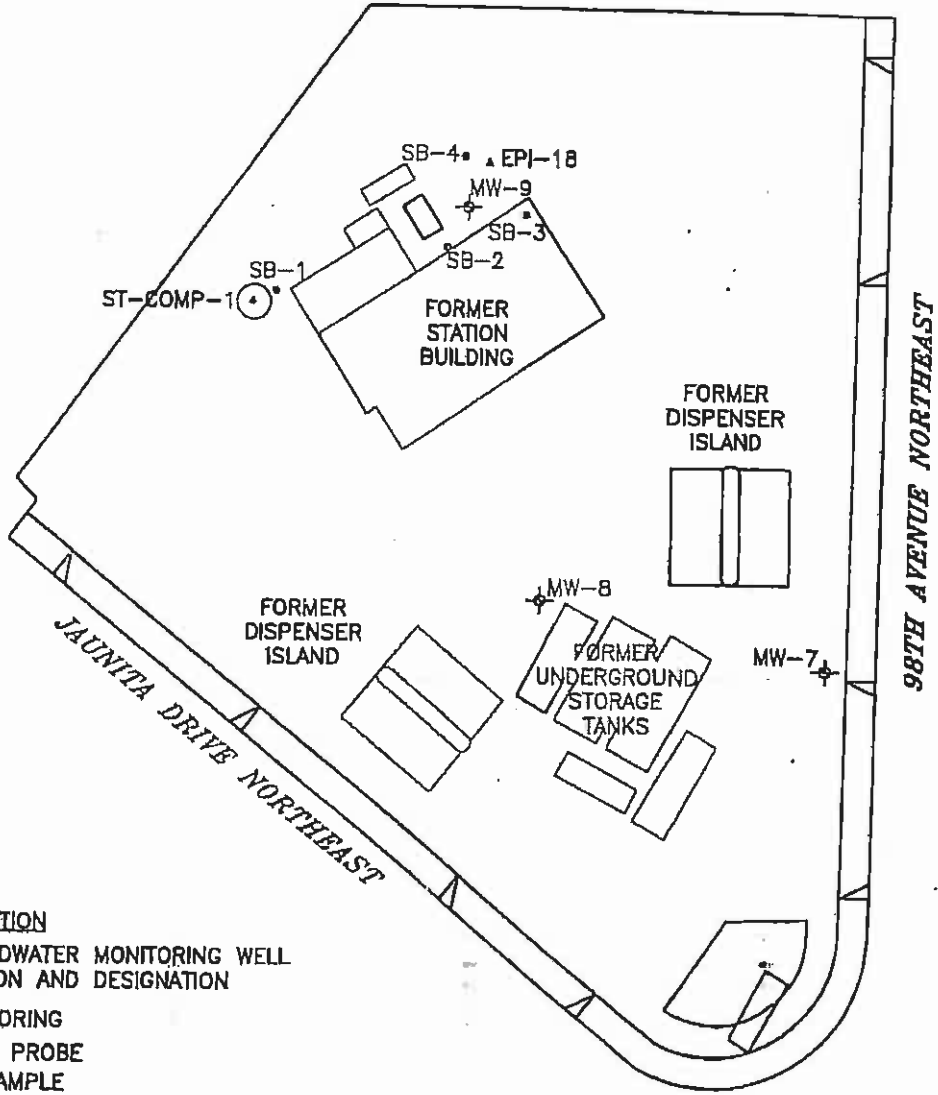 SB-4
EPI-18
MW-9
SB-3
SB-2
SB-1
ST-COMP-1
FORMER
STATION
BUILDING
FORMER
DISPENSER
ISLAND
98TH AVENUE NORTHEAST
MW-8
FORMER
DISPENSER
ISLAND
FORMER
UNDERGROUND
STORAGE
TANKS
MW-7
JAUNITA DRIVE NORTHEAST
TION
DWATER MONITORING WELL
ON AND DESIGNATION
ORING
PROBE
AMPLE